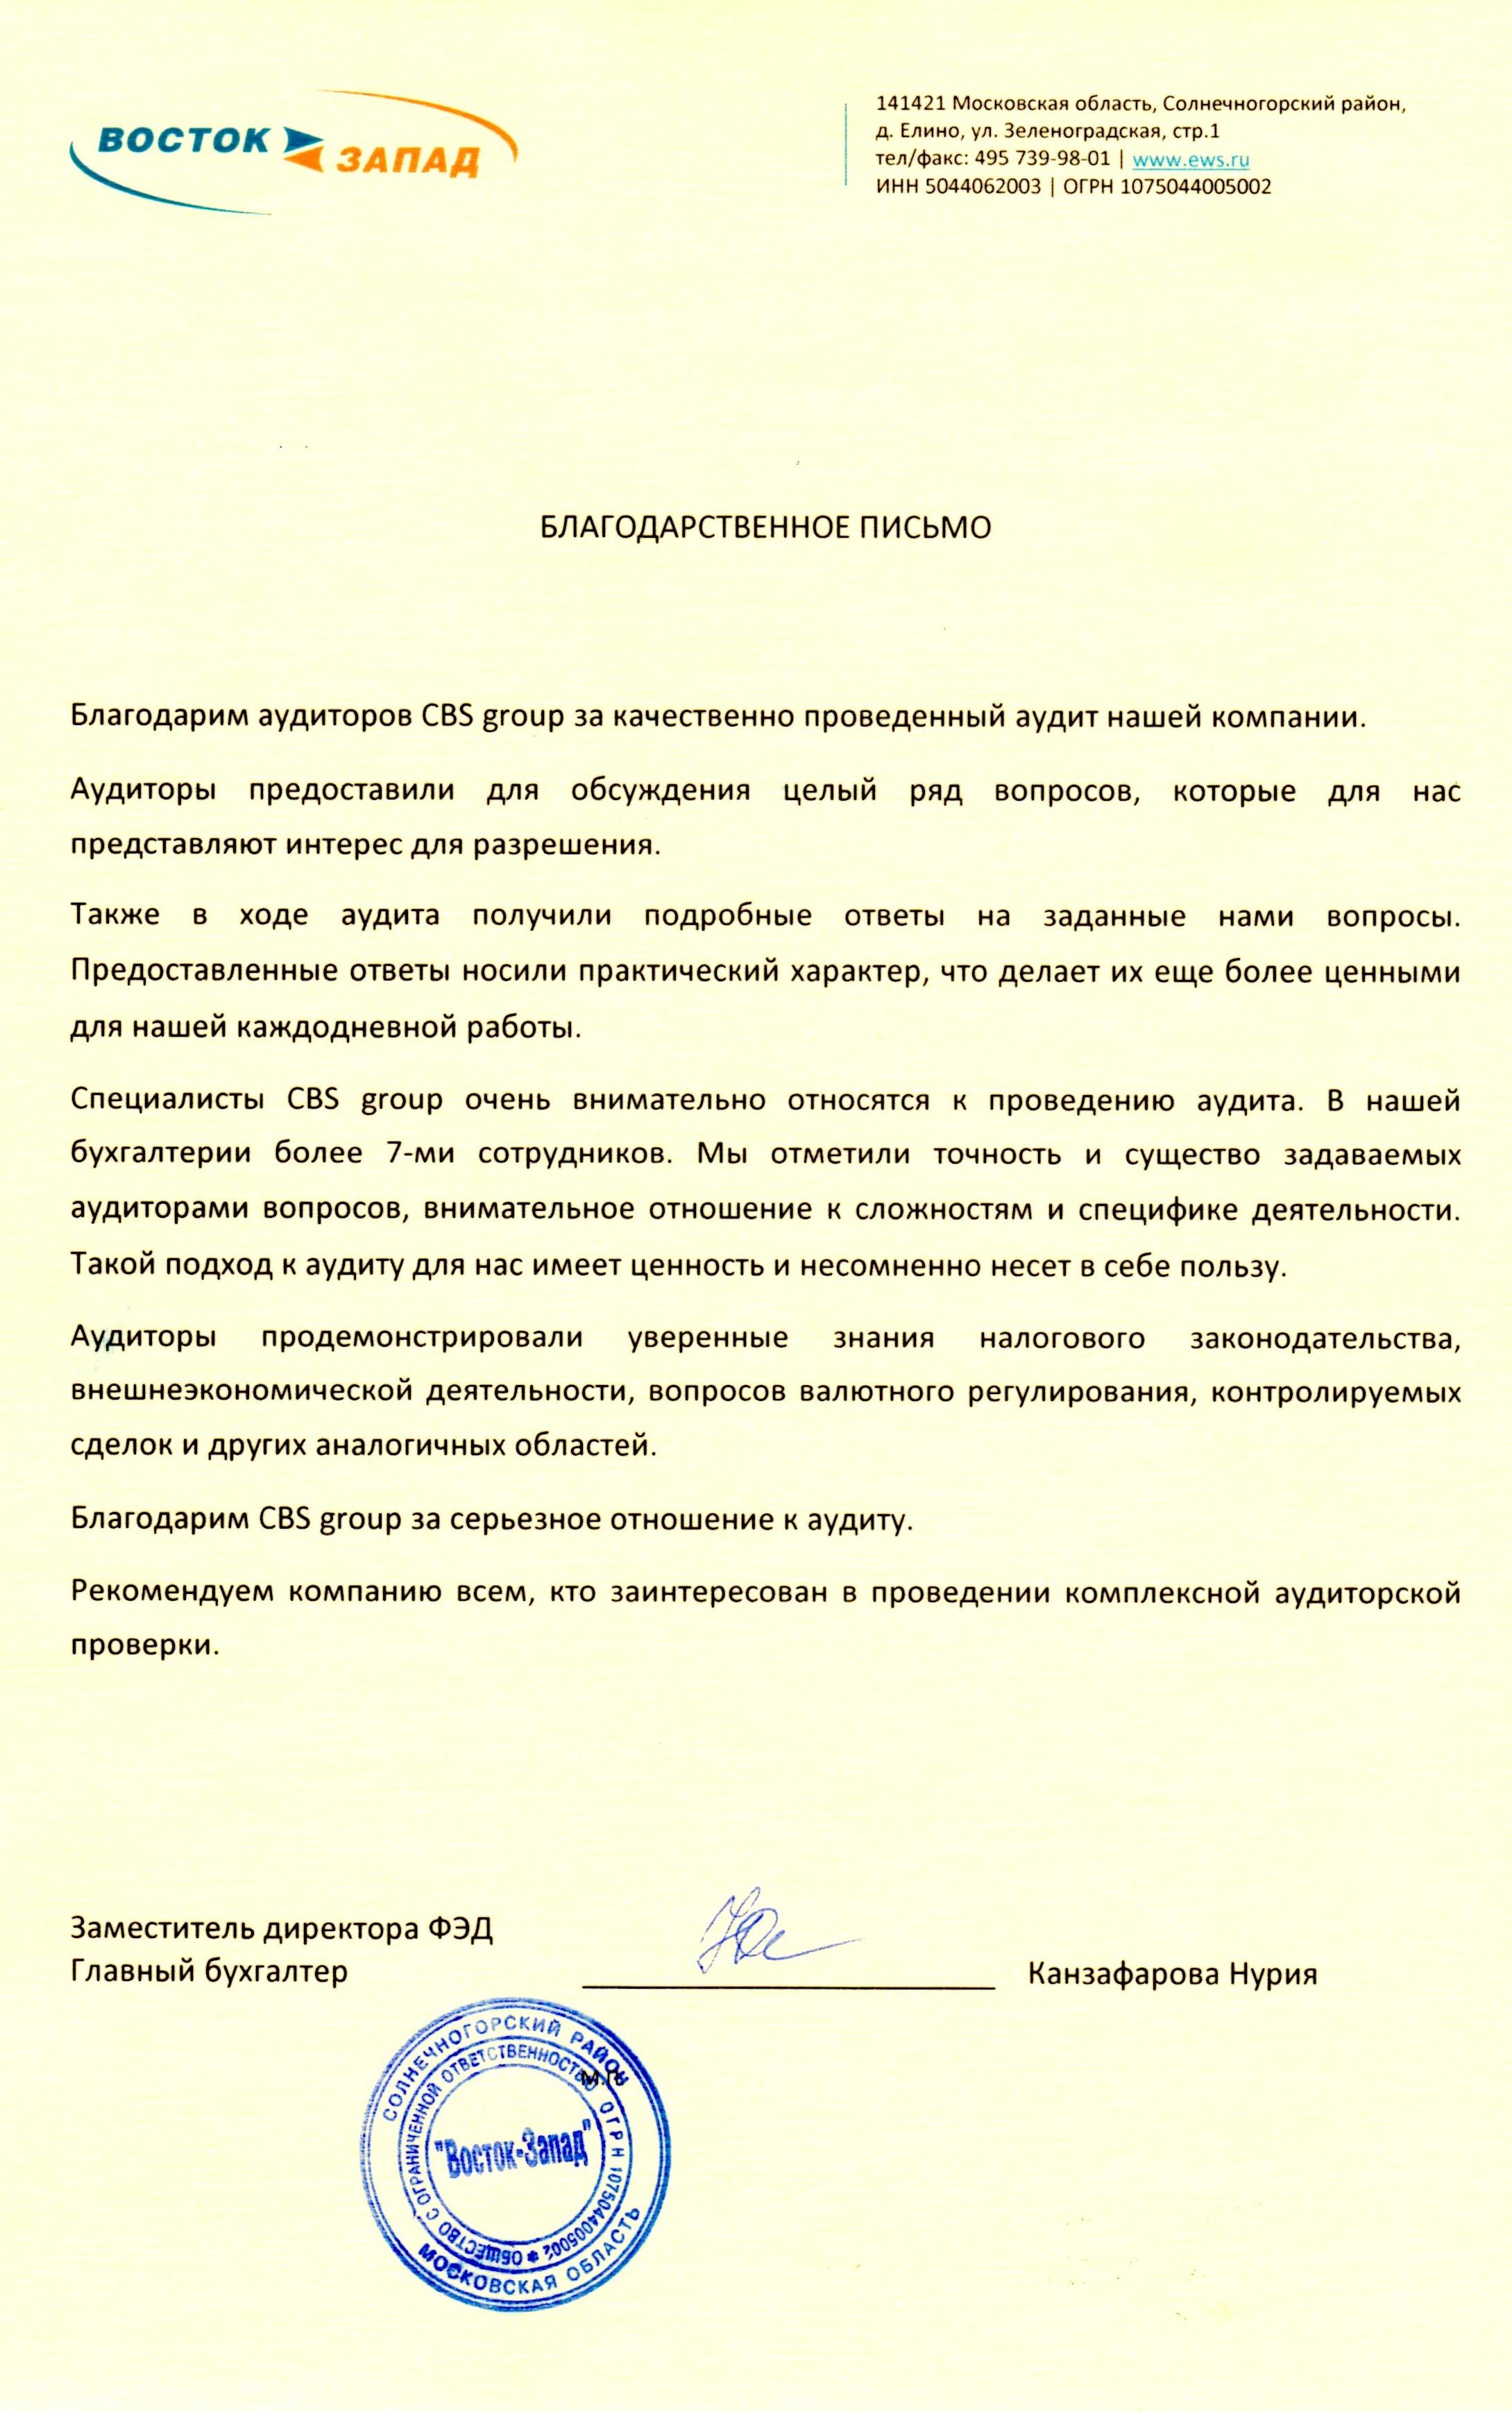 ВОСТОК ЗАПАД
141421 Московская область, Солнечногорский район,
д. Елино, ул. Зеленоградская, стр.1
тел/факс: 495 739-98-01 | www.ews.ru
ИНН 5044062003 | ОГРН 1075044005002
БЛАГОДАРСТВЕННОЕ ПИСЬМО
Благодарим аудиторов CBS group за качественно проведенный аудит нашей компании.
Аудиторы предоставили для обсуждения целый ряд вопросов, которые для нас
представляют интерес для разрешения.
Также в ходе аудита получили подробные ответы на заданные нами вопросы.
Предоставленные ответы носили практический характер, что делает их еще более ценными
для нашей каждодневной работы.
Специалисты CBS group очень внимательно относятся к проведению аудита. В нашей
бухгалтерии более 7-ми сотрудников. Мы отметили точность и существо задаваемых
аудиторами вопросов, внимательное отношение к сложностям и специфике деятельности.
Такой подход к аудиту для нас имеет ценность и несомненно несет в себе пользу.
Аудиторы продемонстрировали уверенные знания налогового законодательства,
внешнеэкономической деятельности, вопросов валютного регулирования, контролируемых
сделок и других аналогичных областей.
Благодарим CBS group за серьезное отношение к аудиту.
Рекомендуем компанию всем, кто заинтересован в проведении комплексной аудиторской
проверки.
Заместитель директора ФЭД
Главный бухгалтер Канзафарова Нурия
М.П.
СОЛНЕЧНОГОРСКИЙ РАЙОН
МОСКОВСКАЯ ОБЛАСТЬ
ОБЩЕСТВО С ОГРАНИЧЕННОЙ ОТВЕТСТВЕННОСТЬЮ ОГРН 1075044005002 *
"Восток-Запад"